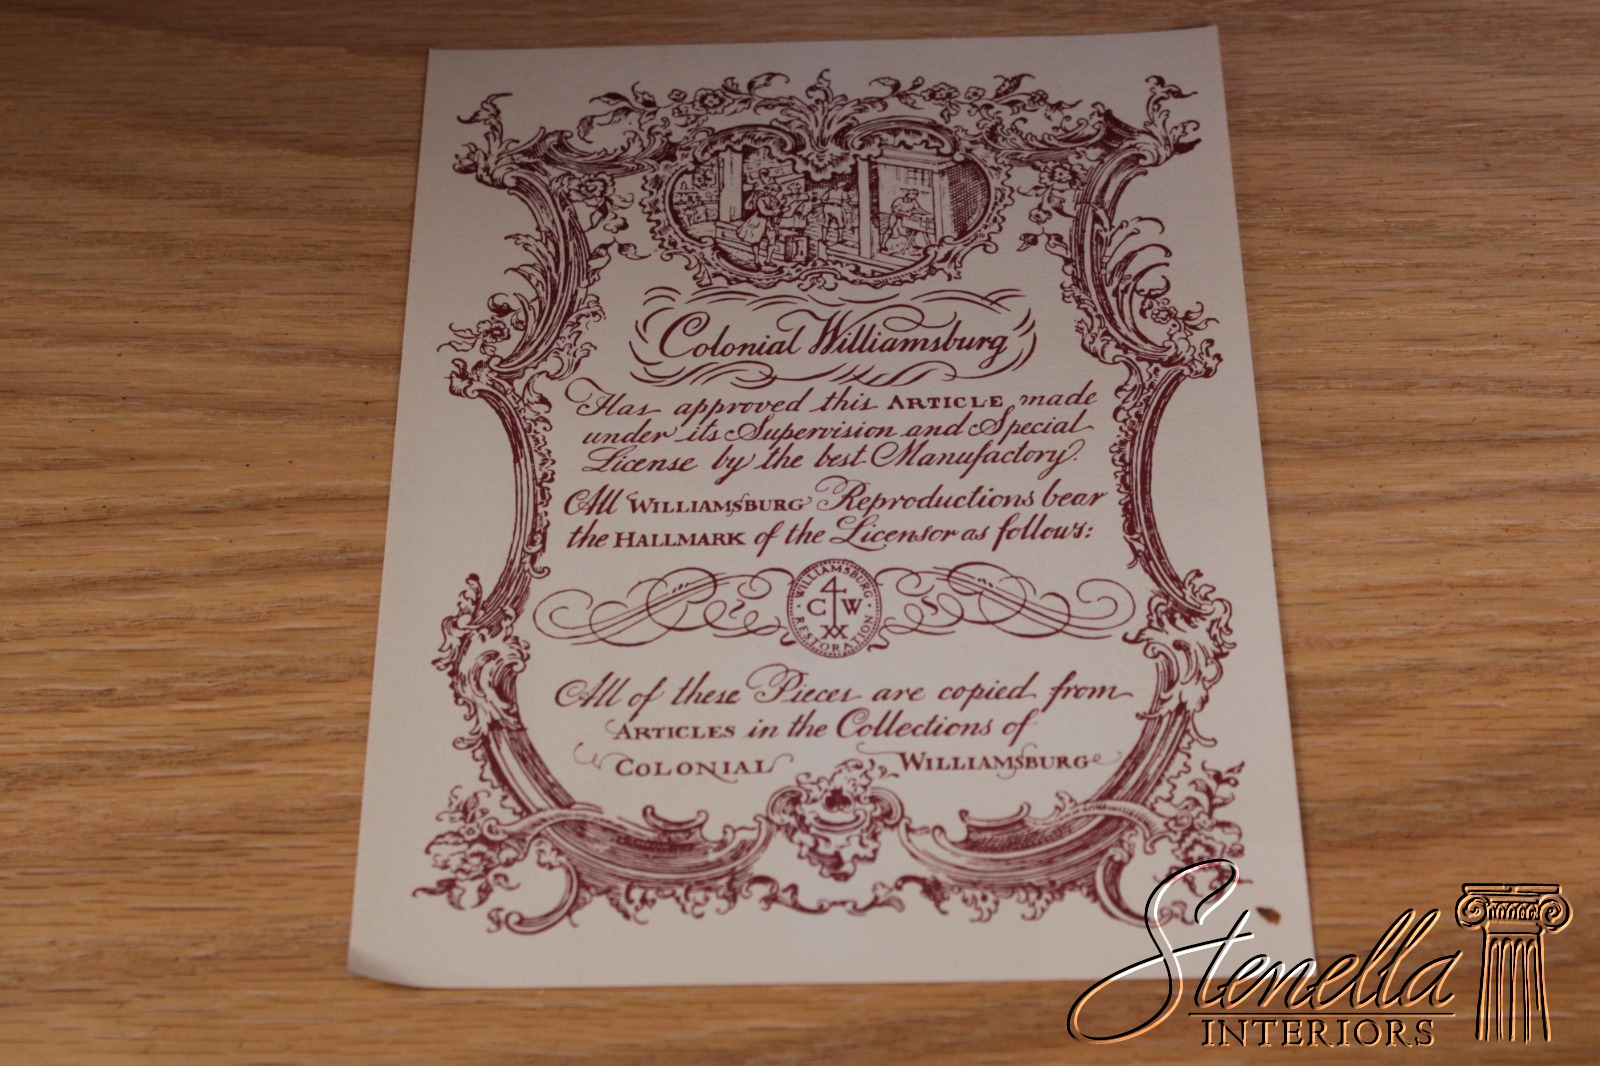 Colonial Williamsburg
Has approved this ARTICLE made
under its Supervision and Special
License by the best Manufactory.
All WILLIAMSBURG Reproductions bear
the HALLMARK of the Licensor as follows:
WILLIAMSBURG
C W
RESTORATION
All of these Pieces are copied from
ARTICLES in the Collections of
COLONIAL WILLIAMSBURG
Stenella
INTERIORS